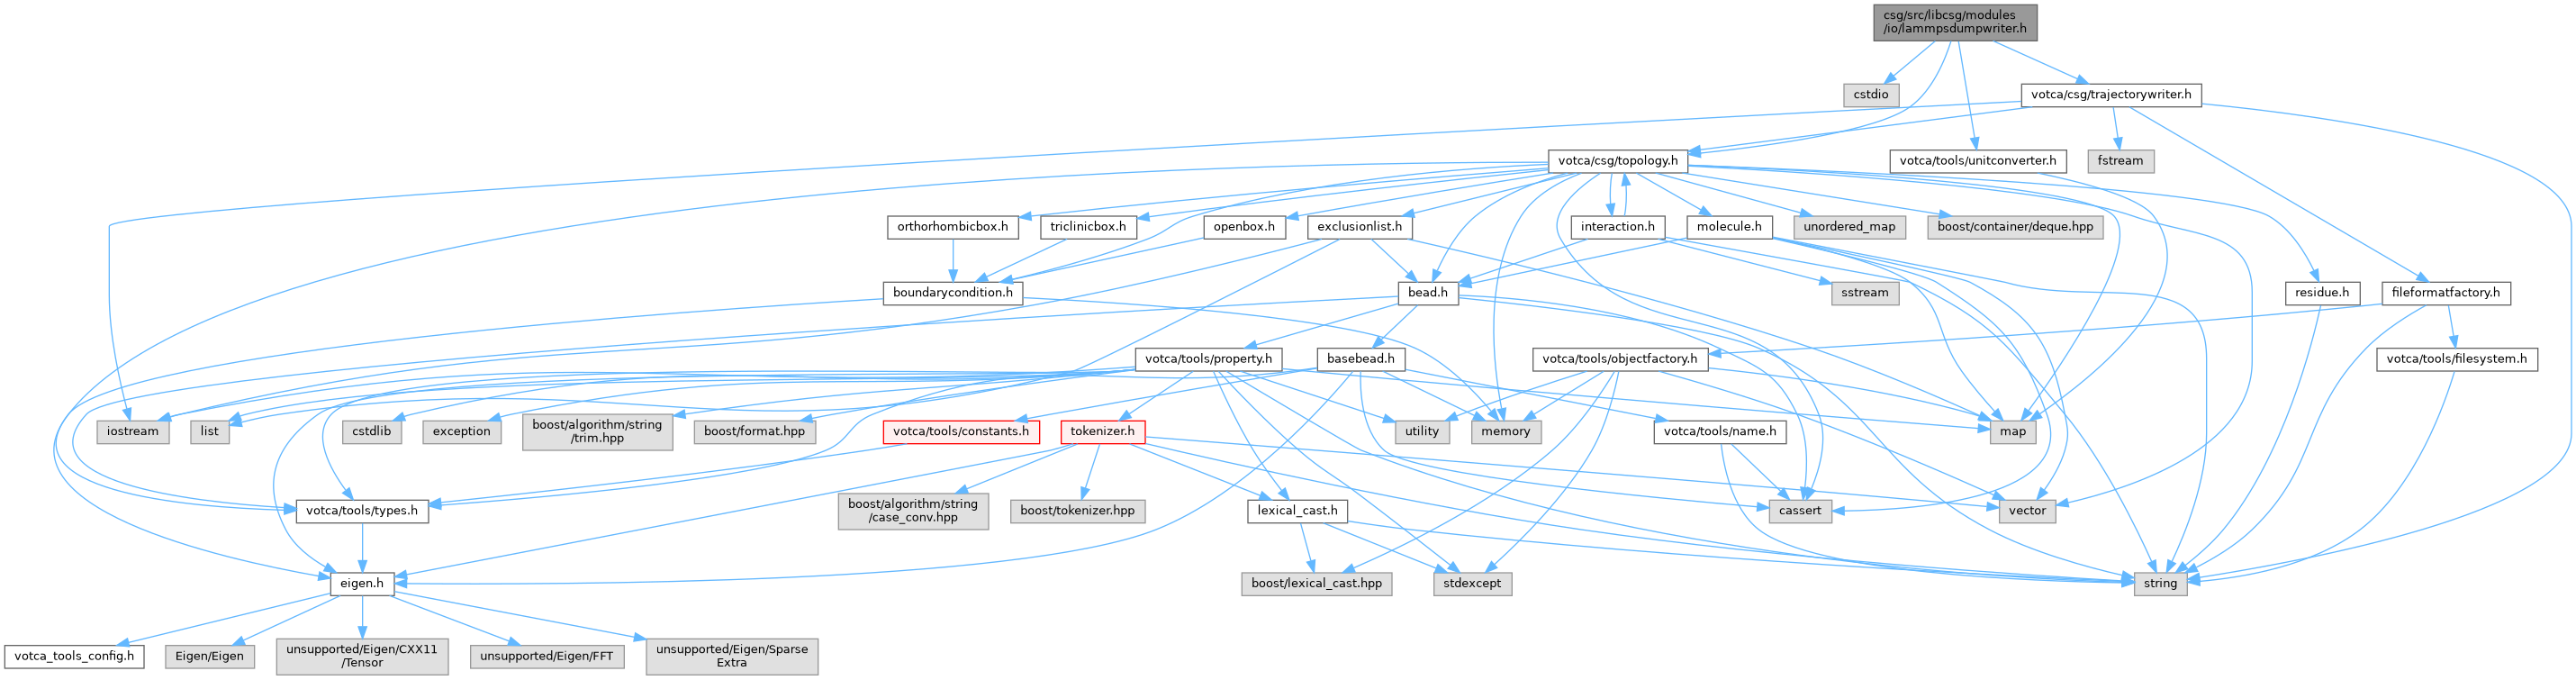 csg/src/libcsg/modules
/io/lammpsdumpwriter.h
cstdio
votca/csg/trajectorywriter.h
votca/csg/topology.h
votca/tools/unitconverter.h
fstream
orthorhombicbox.h
triclinicbox.h
openbox.h
exclusionlist.h
interaction.h
molecule.h
unordered_map
boost/container/deque.hpp
boundarycondition.h
bead.h
sstream
residue.h
fileformatfactory.h
votca/tools/property.h
basebead.h
votca/tools/objectfactory.h
votca/tools/filesystem.h
iostream
list
cstdlib
exception
boost/algorithm/string
/trim.hpp
boost/format.hpp
votca/tools/constants.h
tokenizer.h
utility
memory
votca/tools/name.h
map
votca/tools/types.h
boost/algorithm/string
/case_conv.hpp
boost/tokenizer.hpp
lexical_cast.h
cassert
vector
eigen.h
boost/lexical_cast.hpp
stdexcept
string
votca_tools_config.h
Eigen/Eigen
unsupported/Eigen/CXX11
/Tensor
unsupported/Eigen/FFT
unsupported/Eigen/Sparse
Extra